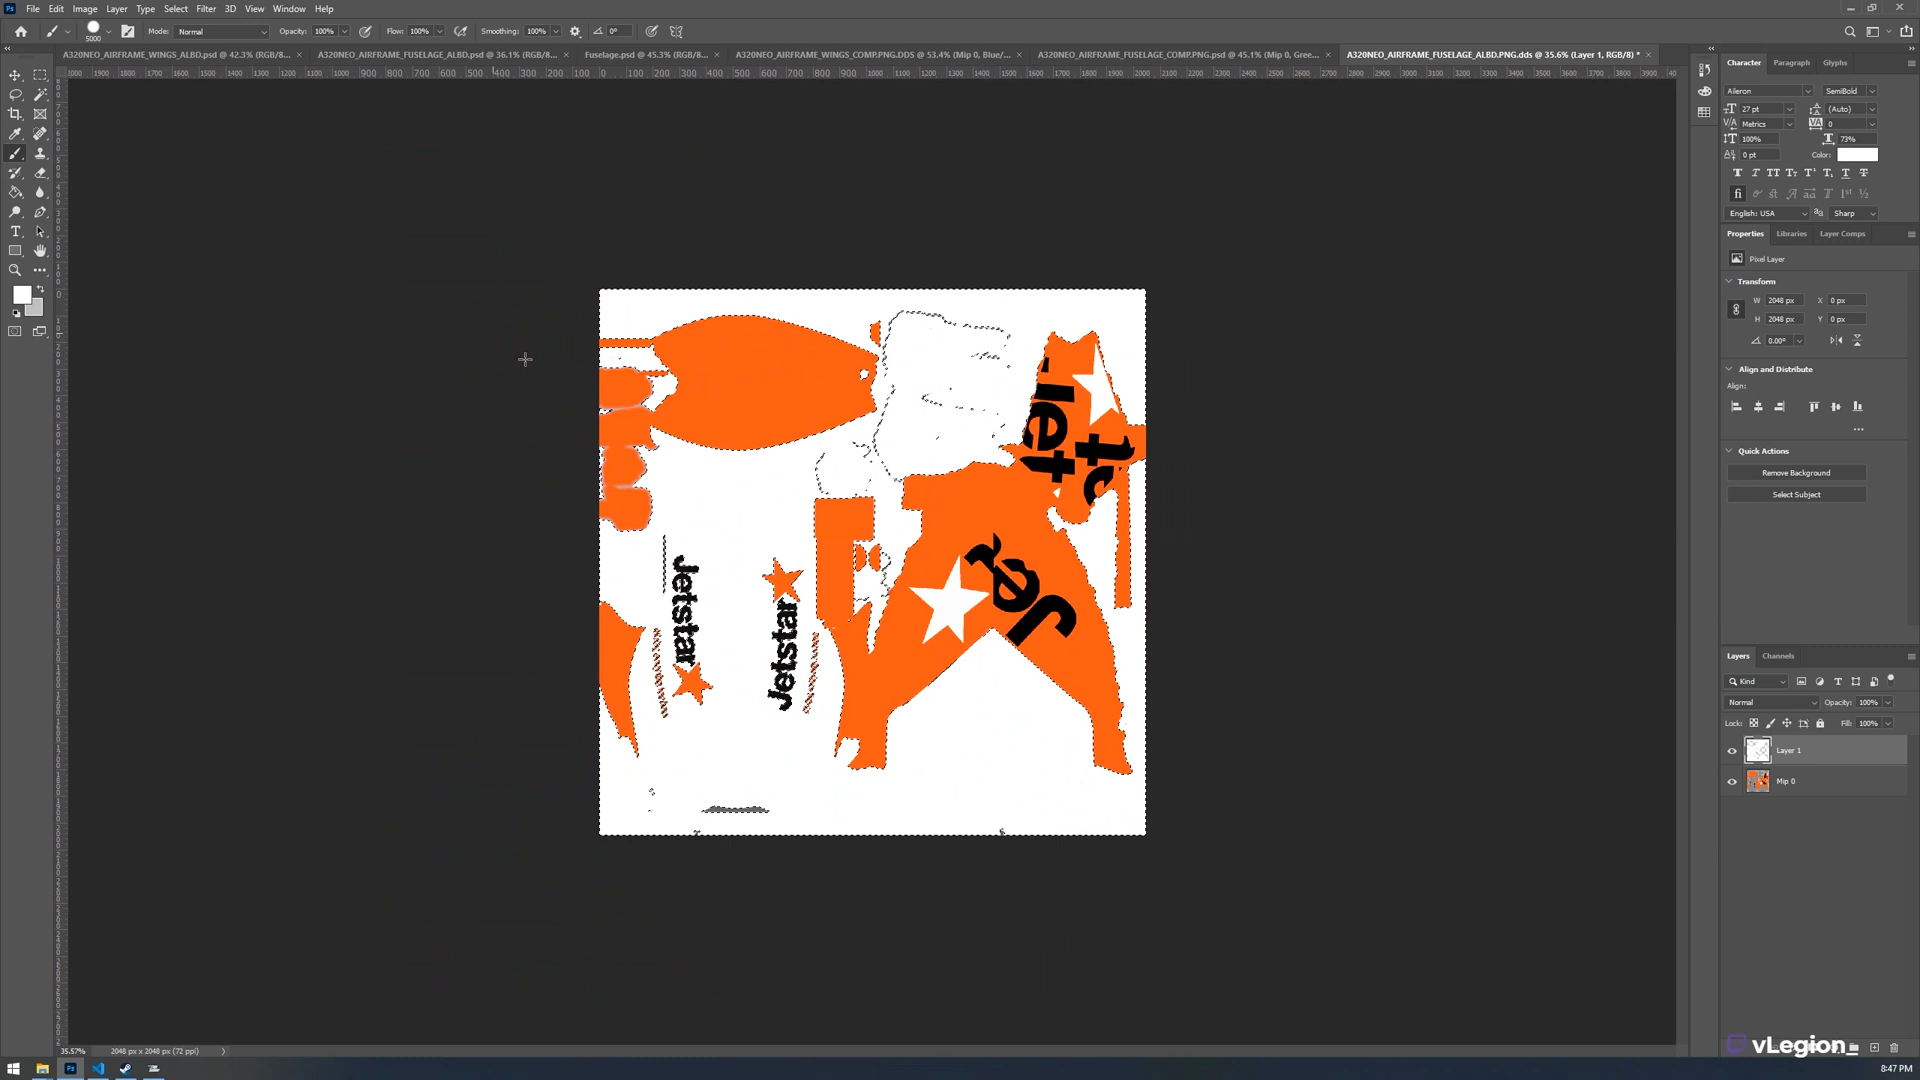 File Edit Image Layer Type Select Filter 3D View Window Help
5000 Mode: Normal Opacity: 100% Flow: 100% Smoothing: 100% 0°
A320NEO_AIRFRAME_WINGS_ALBD.psd @ 42.3% (RGB/8... × A320NEO_AIRFRAME_FUSELAGE_ALBD.psd @ 36.1% (RGB/8... × Fuselage.psd @ 45.3% (RGB/8... × A320NEO_AIRFRAME_WINGS_COMP.PNG.DDS @ 53.4% (Mip 0, Blue/... × A320NEO_AIRFRAME_FUSELAGE_COMP.PNG.psd @ 45.1% (Mip 0, Gree... × A320NEO_AIRFRAME_FUSELAGE_ALBD.PNG.dds @ 35.6% (Layer 1, RGB/8) * ×
Character Paragraph Glyphs
Aileron SemiBold
27 pt (Auto)
Metrics 0
100% 73%
0 pt Color:
English: USA Sharp
Properties Libraries Layer Comps
Pixel Layer
Transform
W 2048 px X 0 px
H 2048 px Y 0 px
0.00°
Align and Distribute
Align:
Quick Actions
Remove Background
Select Subject
Jet
Jetstar
Jetstar
Layers Channels
Kind
Normal Opacity: 100%
Lock: Fill: 100%
Layer 1
Mip 0
35.57% 2048 px x 2048 px (72 ppi)
vLegion_
8:47 PM